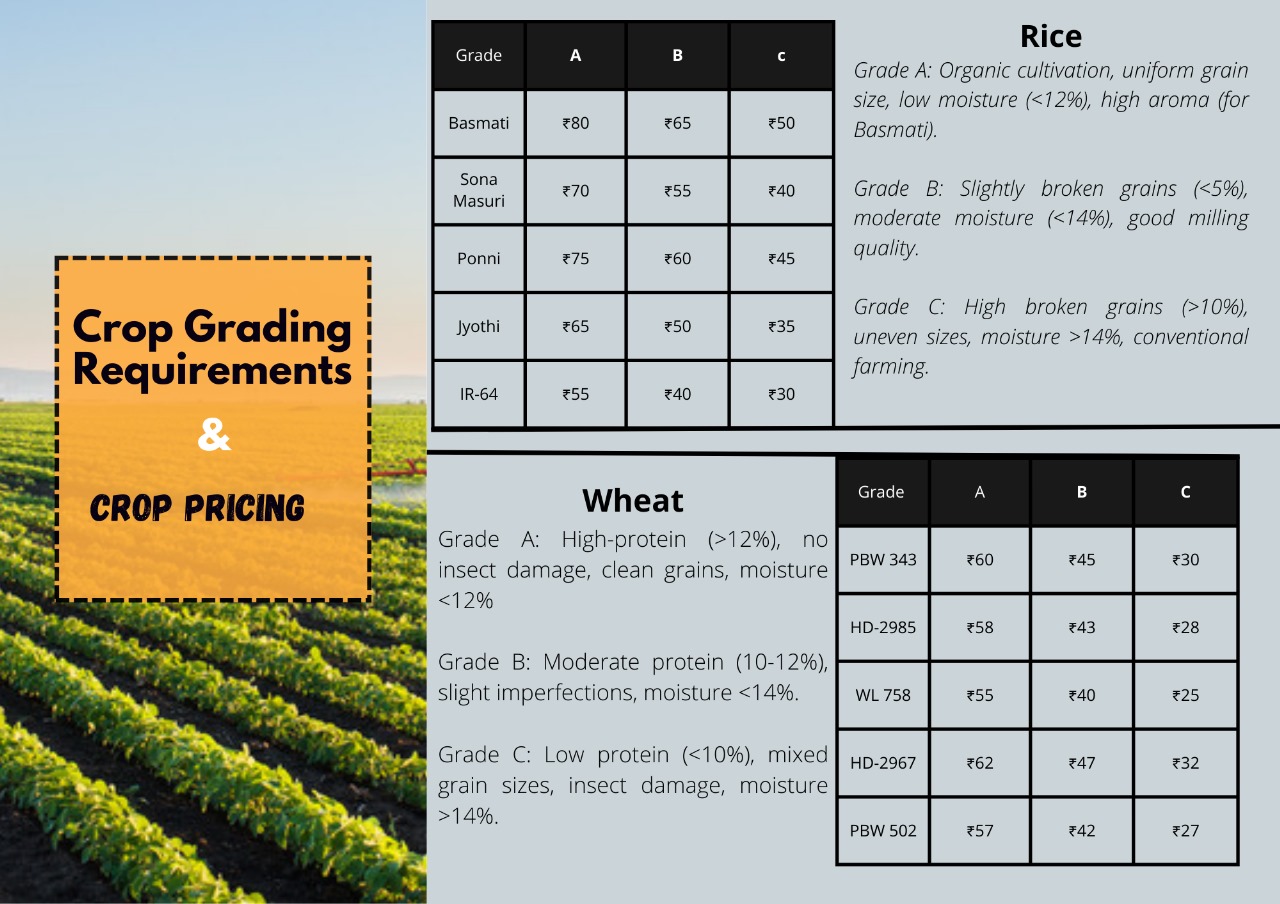 Crop Grading
Requirements
&
CROP PRICING
Grade A B c
Basmati ₹80 ₹65 ₹50
Sona
Masuri ₹70 ₹55 ₹40
Ponni ₹75 ₹60 ₹45
Jyothi ₹65 ₹50 ₹35
IR-64 ₹55 ₹40 ₹30
Rice
Grade A: Organic cultivation, uniform grain
size, low moisture (<12%), high aroma (for
Basmati).
Grade B: Slightly broken grains (<5%),
moderate moisture (<14%), good milling
quality.
Grade C: High broken grains (>10%),
uneven sizes, moisture >14%, conventional
farming.
Wheat
Grade A: High-protein (>12%), no
insect damage, clean grains, moisture
<12%
Grade B: Moderate protein (10-12%),
slight imperfections, moisture <14%.
Grade C: Low protein (<10%), mixed
grain sizes, insect damage, moisture
>14%.
Grade A B C
PBW 343 ₹60 ₹45 ₹30
HD-2985 ₹58 ₹43 ₹28
WL 758 ₹55 ₹40 ₹25
HD-2967 ₹62 ₹47 ₹32
PBW 502 ₹57 ₹42 ₹27